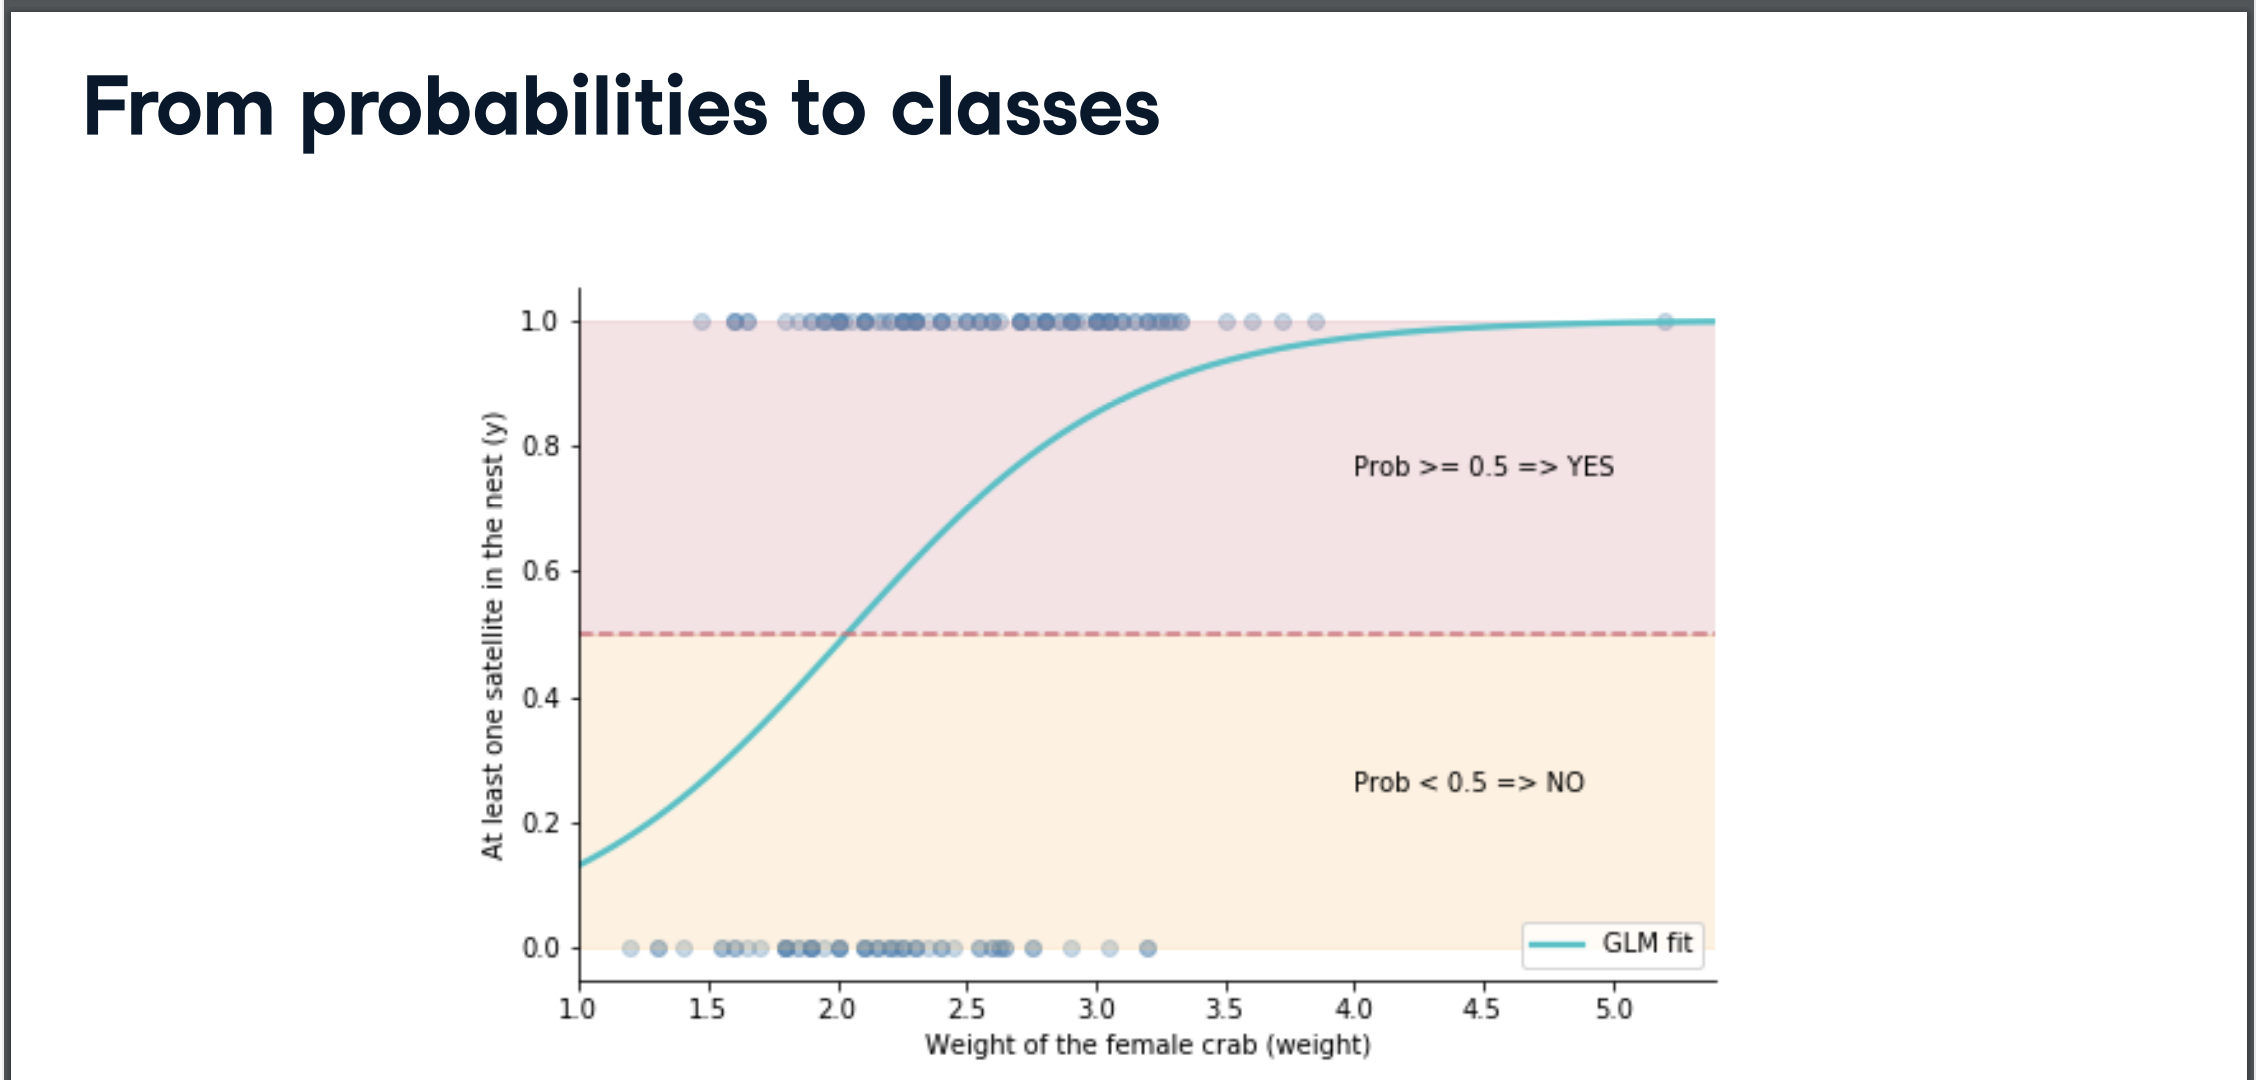 From probabilities to classes
At least one satellite in the nest (y)
1.0
0.8
0.6
0.4
0.2
0.0
Prob >= 0.5 => YES
Prob < 0.5 => NO
GLM fit
1.0 1.5 2.0 2.5 3.0 3.5 4.0 4.5 5.0
Weight of the female crab (weight)